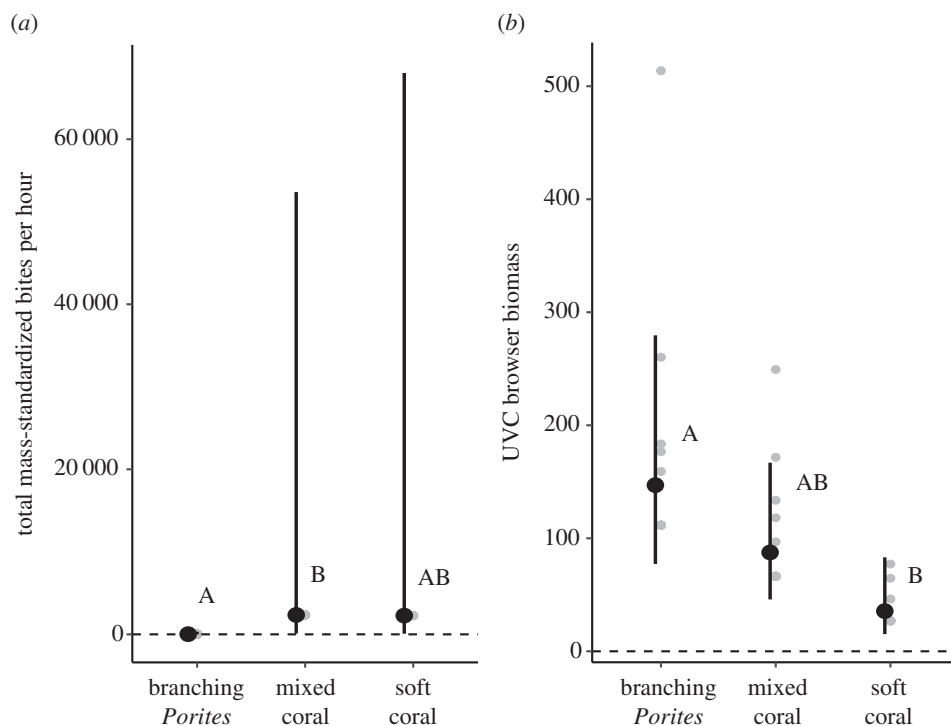 (a)
total mass-standardized bites per hour
60 000
40 000
20 000
0
A
B
AB
branching
Porites
mixed
coral
soft
coral
(b)
UVC browser biomass
500
400
300
200
100
0
A
AB
B
branching
Porites
mixed
coral
soft
coral